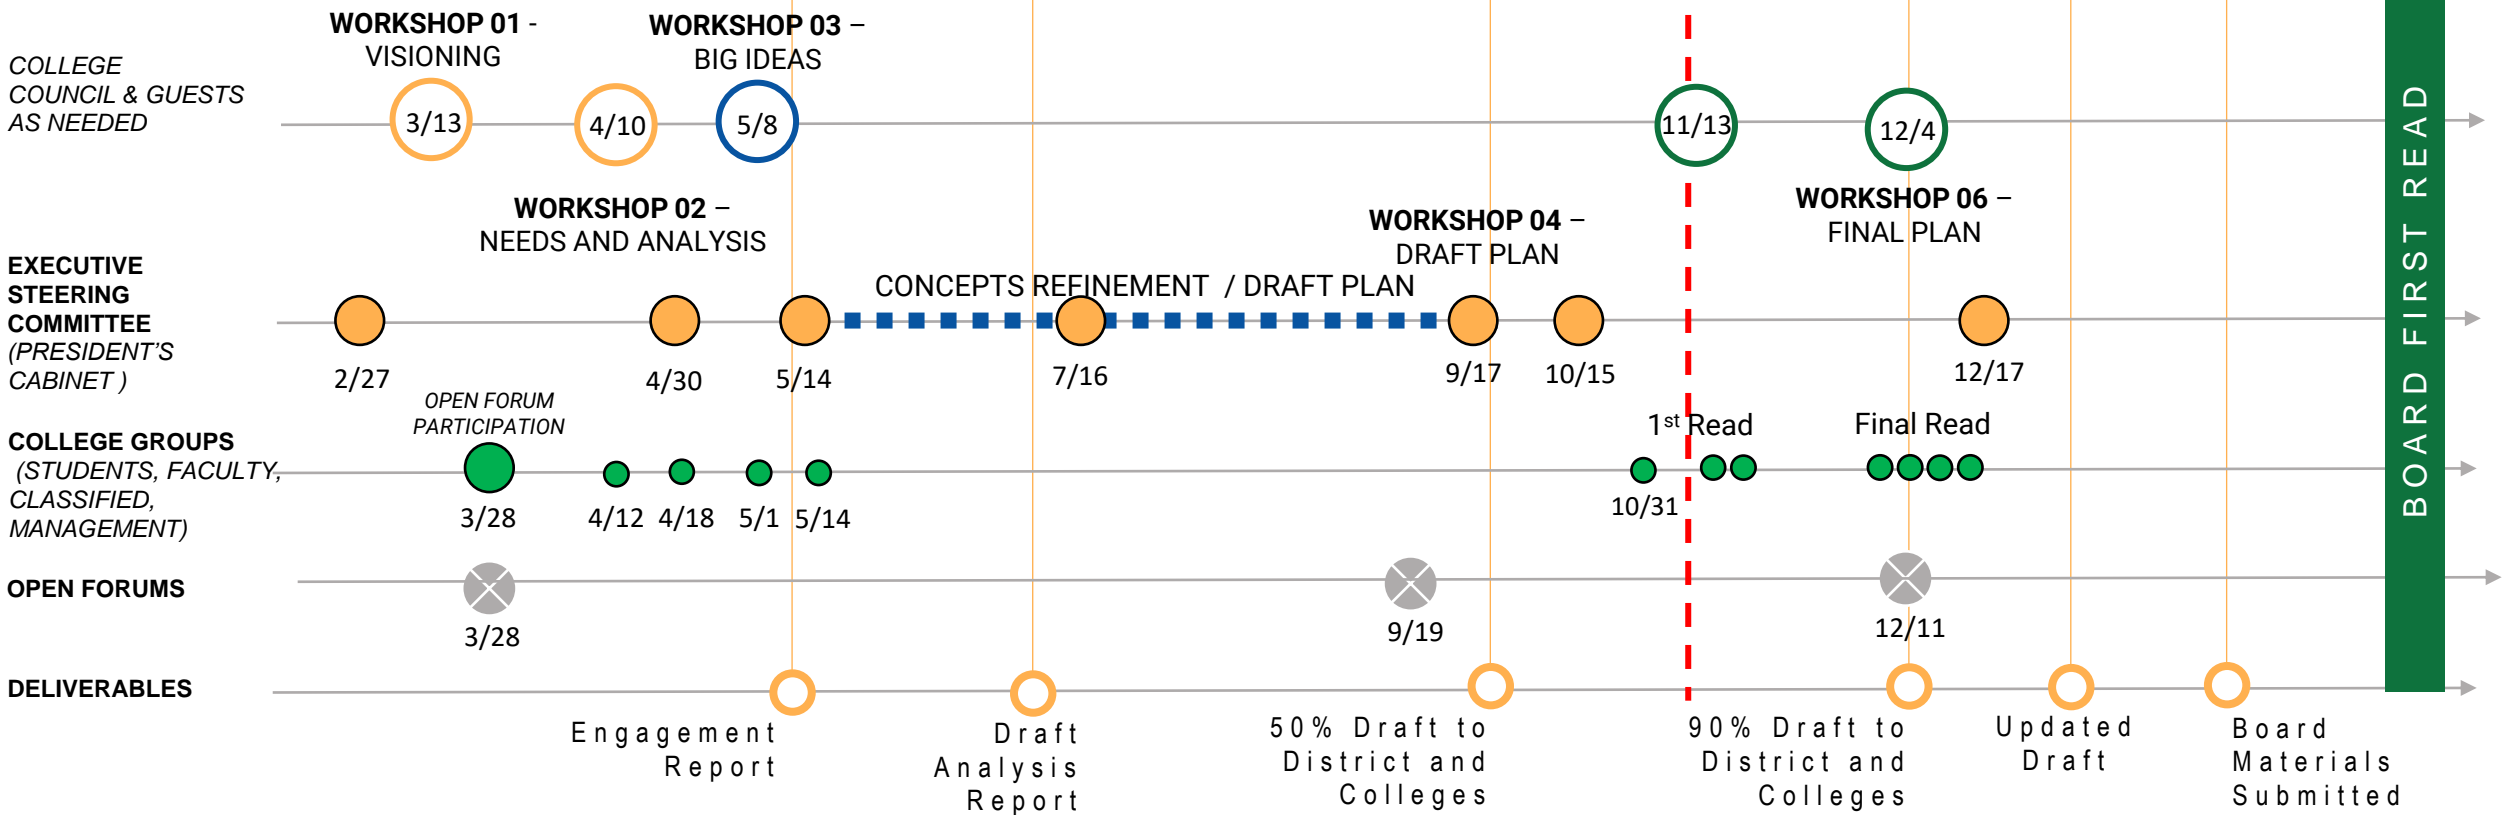 WORKSHOP 01 -
VISIONING
WORKSHOP 03 –
BIG IDEAS
COLLEGE
COUNCIL & GUESTS
AS NEEDED
3/13
4/10
5/8
11/13
12/4
WORKSHOP 02 –
NEEDS AND ANALYSIS
WORKSHOP 04 –
DRAFT PLAN
WORKSHOP 06 –
FINAL PLAN
EXECUTIVE
STEERING
COMMITTEE
(PRESIDENT’S
CABINET )
CONCEPTS REFINEMENT / DRAFT PLAN
2/27
4/30
5/14
7/16
9/17
10/15
12/17
OPEN FORUM
PARTICIPATION
COLLEGE GROUPS
(STUDENTS, FACULTY,
CLASSIFIED,
MANAGEMENT)
1st Read
Final Read
3/28
4/12
4/18
5/1
5/14
10/31
OPEN FORUMS
3/28
9/19
12/11
DELIVERABLES
Engagement
Report
Draft
Analysis
Report
50% Draft to
District and
Colleges
90% Draft to
District and
Colleges
Updated
Draft
Board
Materials
Submitted
BOARD FIRST READ